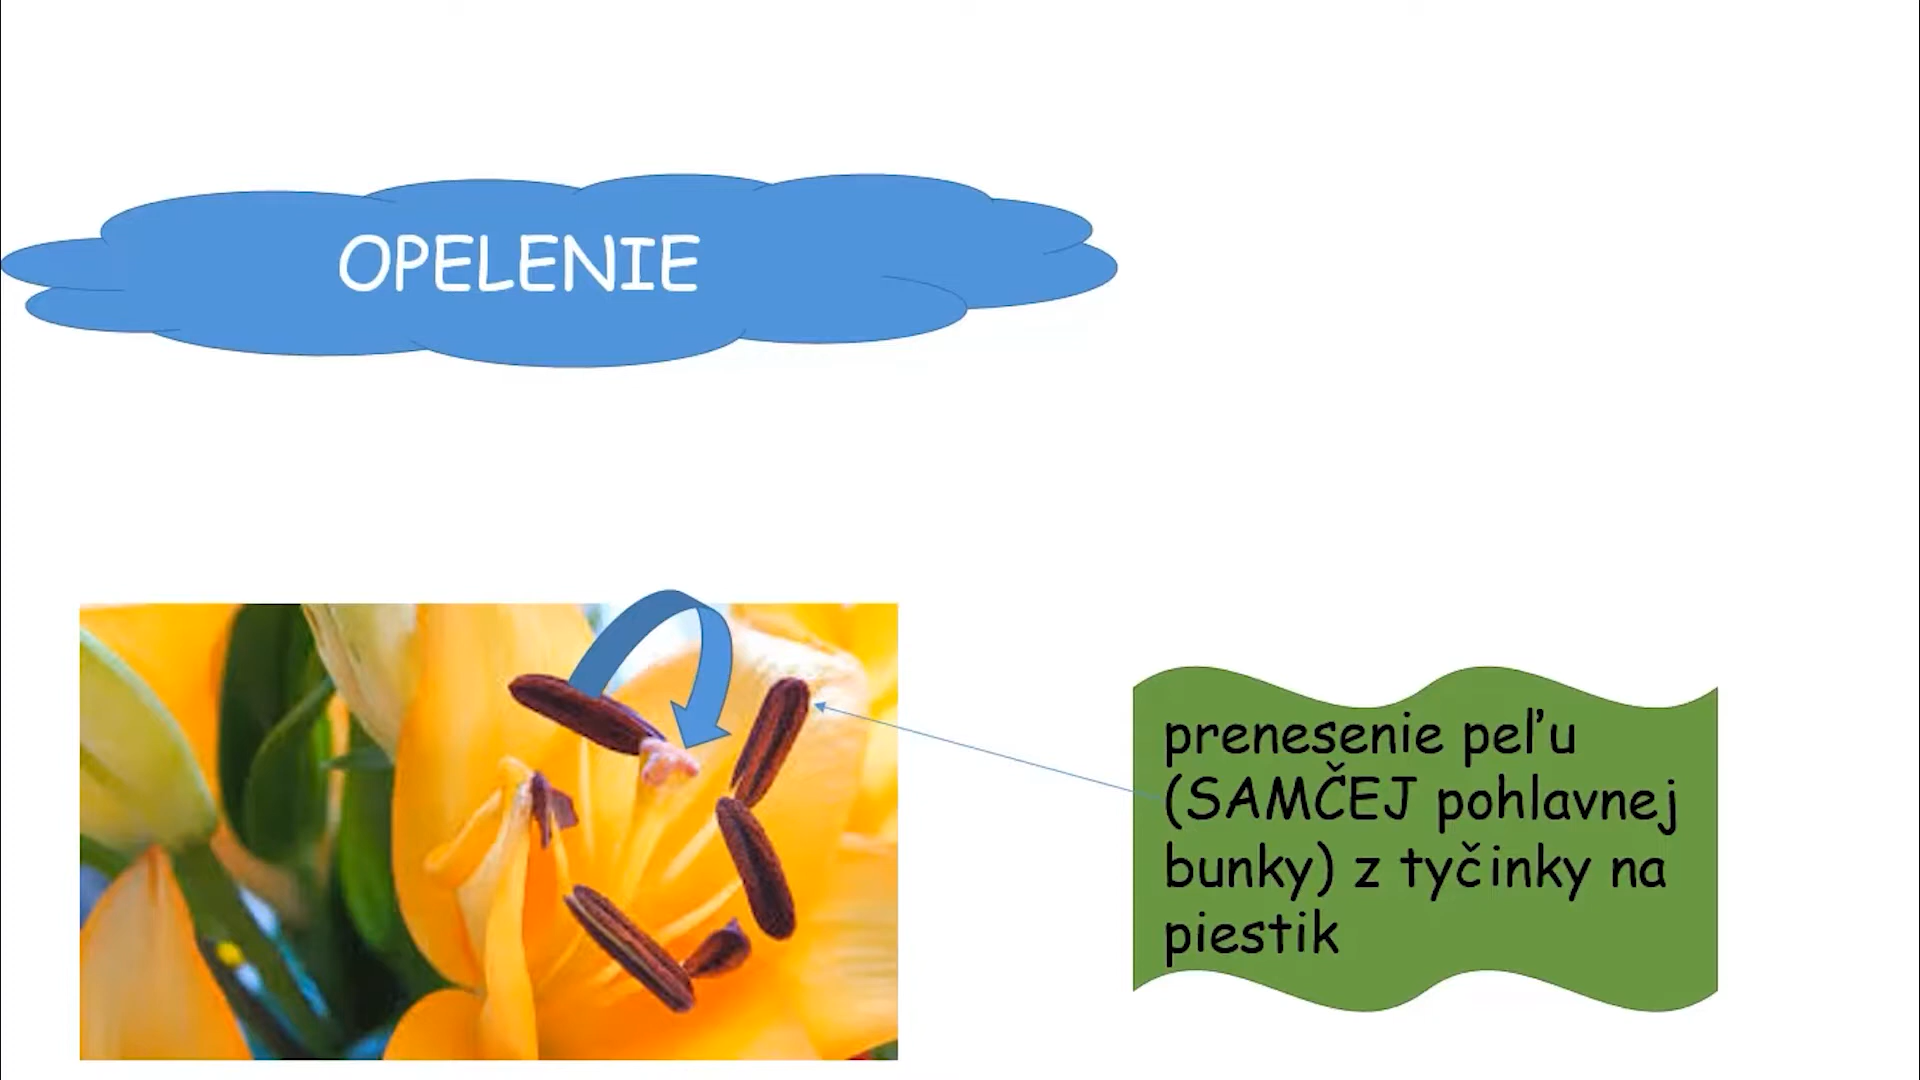 OPELENIE
prenesenie peľu
(SAMČEJ pohlavnej
bunky) z tyčinky na
piestik